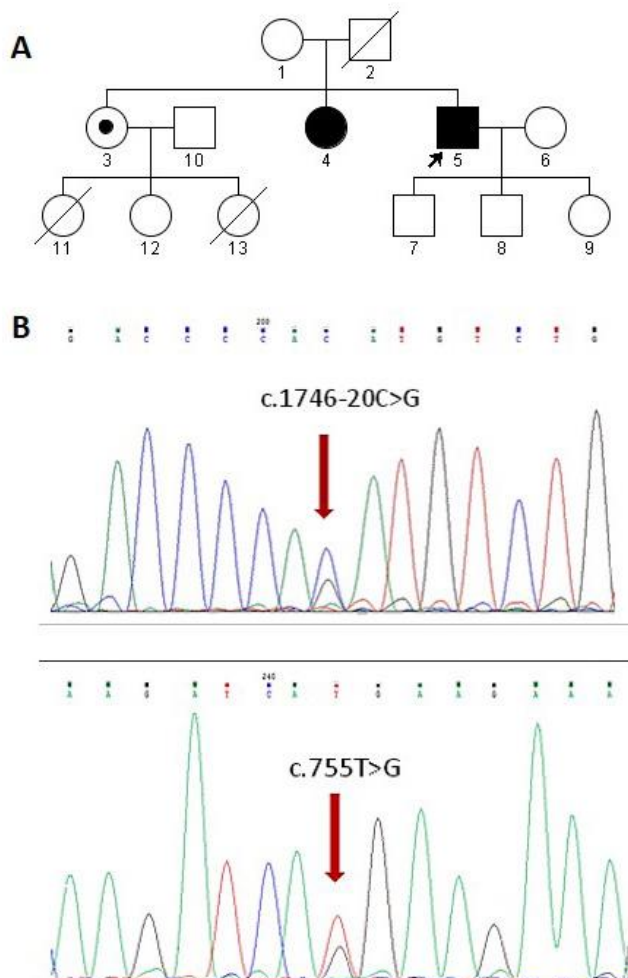 A
1 2
3 10 4 5 6
11 12 13 7 8 9
B
200
G A C C C C A C A T G T C T G
c.1746-20C>G
240
A A G A T C A T G A A G A A A
c.755T>G